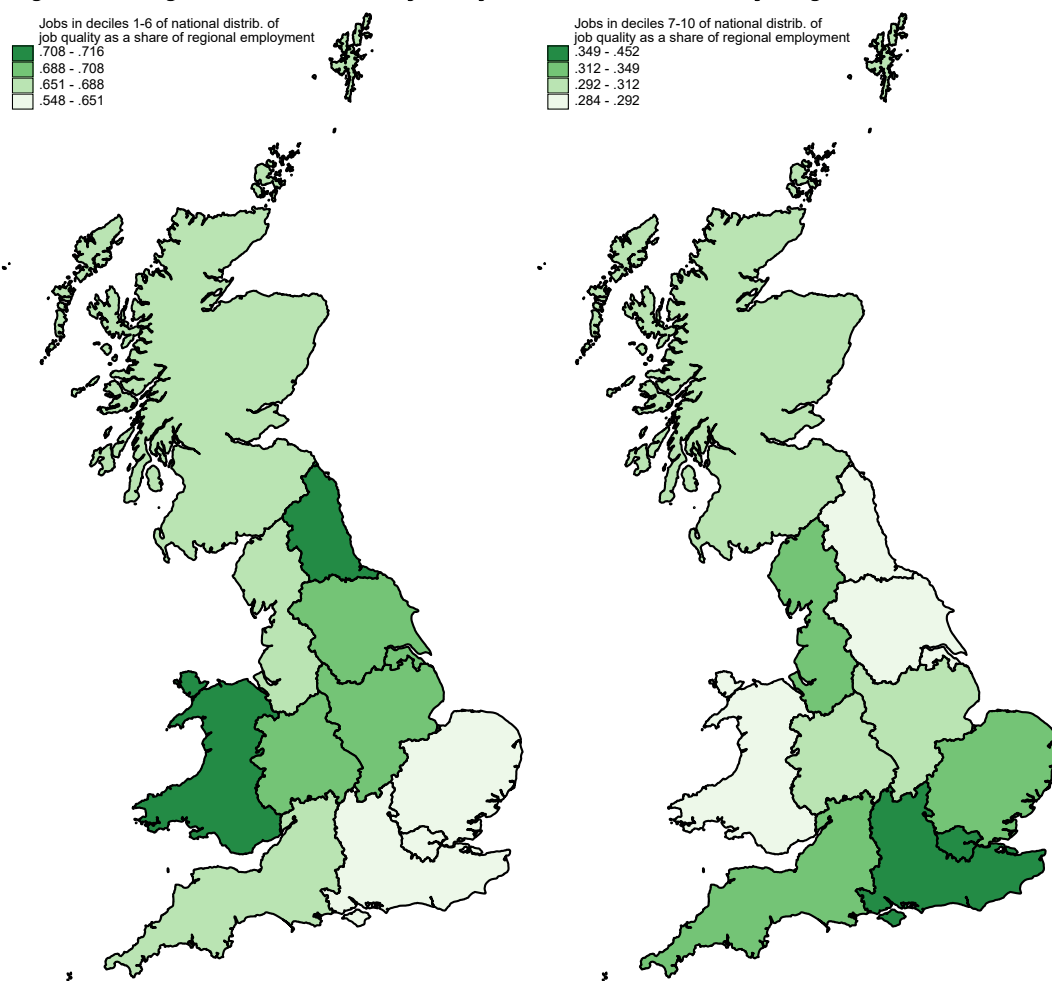 Jobs in deciles 1-6 of national distrib. of
job quality as a share of regional employment
.708 - .716
.688 - .708
.651 - .688
.548 - .651
Jobs in deciles 7-10 of national distrib. of
job quality as a share of regional employment
.349 - .452
.312 - .349
.292 - .312
.284 - .292